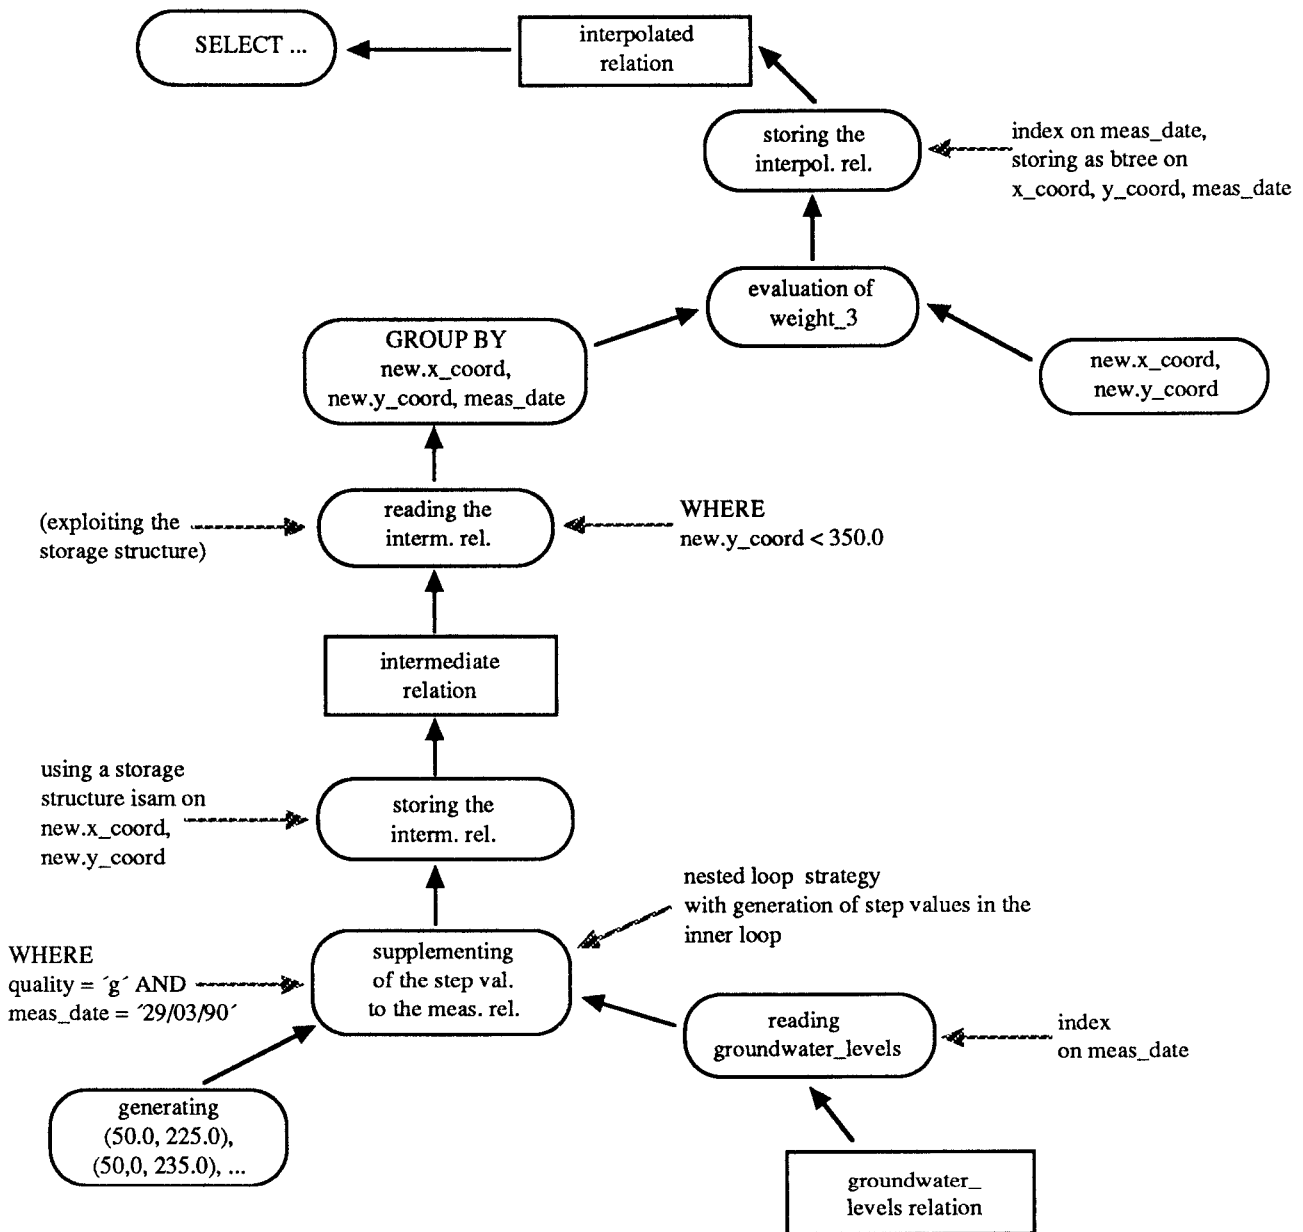 SELECT ...
interpolated
relation
storing the
interpol. rel.
index on meas_date,
storing as btree on
x_coord, y_coord, meas_date
evaluation of
weight_3
GROUP BY
new.x_coord,
new.y_coord, meas_date
new.x_coord,
new.y_coord
(exploiting the
storage structure)
reading the
interm. rel.
WHERE
new.y_coord < 350.0
intermediate
relation
using a storage
structure isam on
new.x_coord,
new.y_coord
storing the
interm. rel.
nested loop strategy
with generation of step values in the
inner loop
WHERE
quality = ´g´ AND
meas_date = ´29/03/90´
supplementing
of the step val.
to the meas. rel.
reading
groundwater_levels
index
on meas_date
generating
(50.0, 225.0),
(50,0, 235.0), ...
groundwater_
levels relation